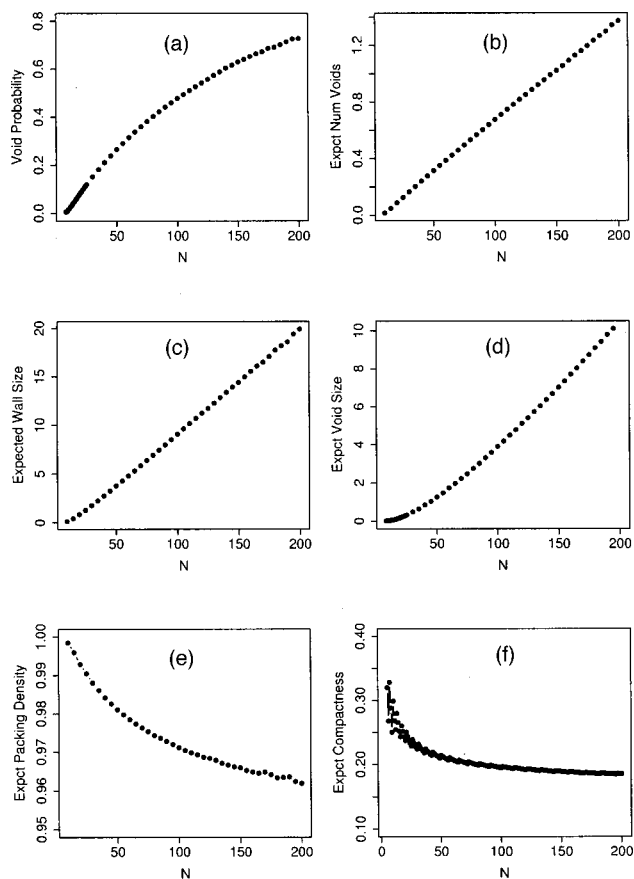 (a)
Void Probability
0.0 0.2 0.4 0.6 0.8
50 100 150 200
N
(b)
Expct Num Voids
0.0 0.4 0.8 1.2
50 100 150 200
N
(c)
Expected Wall Size
0 5 10 15 20
50 100 150 200
N
(d)
Expct Void Size
0 2 4 6 8 10
50 100 150 200
N
(e)
Expct Packing Density
0.95 0.96 0.97 0.98 0.99 1.00
50 100 150 200
N
(f)
Expct Compactness
0.10 0.20 0.30 0.40
0 50 100 150 200
N